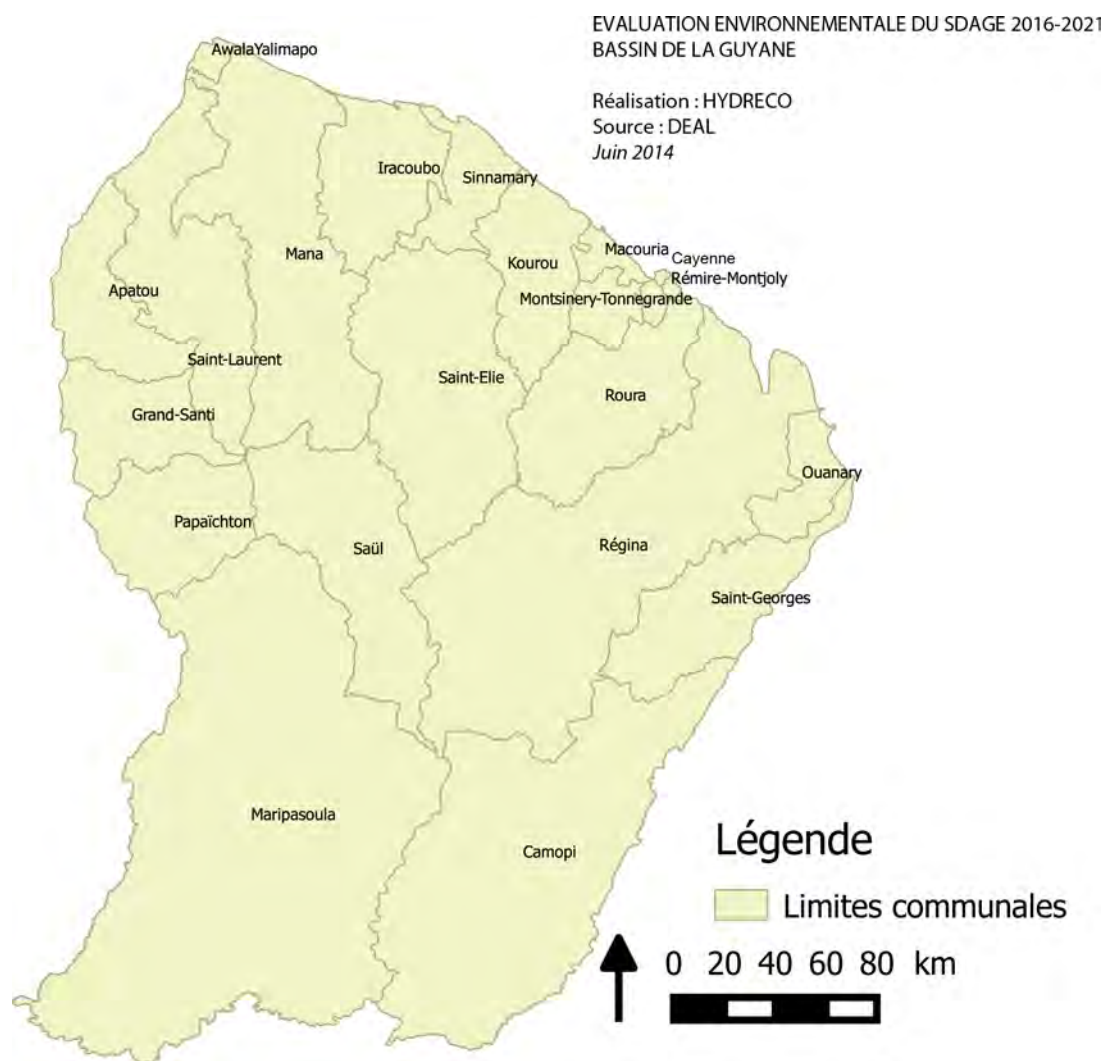 EVALUATION ENVIRONNEMENTALE DU SDAGE 2016-2021
BASSIN DE LA GUYANE
Réalisation : HYDRECO
Source : DEAL
Juin 2014
AwalaYalimapo
Iracoubo
Sinnamary
Mana
Macouria
Cayenne
Kourou
Rémire-Montjoly
Apatou
Montsinery-Tonnegrande
Saint-Laurent
Saint-Elie
Roura
Grand-Santi
Ouanary
Papaïchton
Saül
Régina
Saint-Georges
Maripasoula
Camopi
Légende
Limites communales
0 20 40 60 80 km